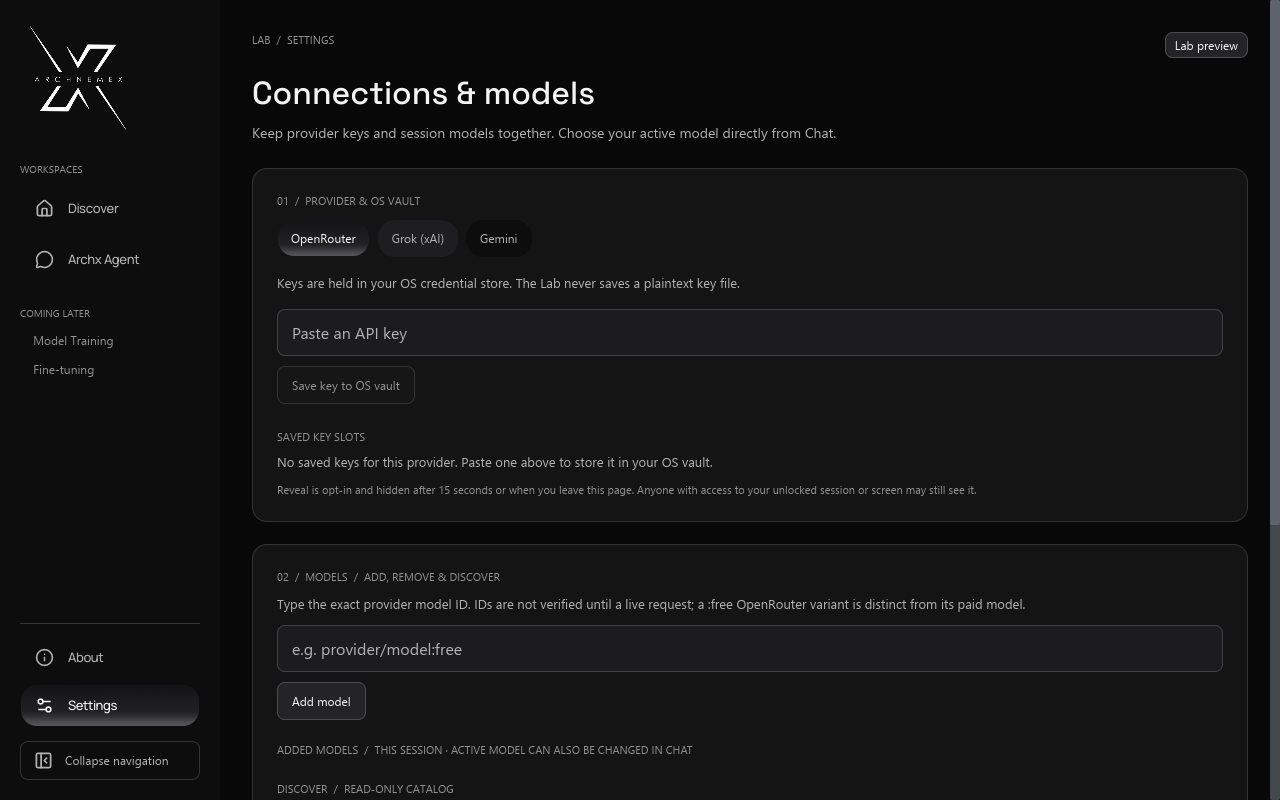 ARCHNEMEX
WORKSPACES
Discover
Archx Agent
COMING LATER
Model Training
Fine-tuning
About
Settings
Collapse navigation
LAB / SETTINGS
Lab preview
Connections & models
Keep provider keys and session models together. Choose your active model directly from Chat.
01 / PROVIDER & OS VAULT
OpenRouter
Grok (xAI)
Gemini
Keys are held in your OS credential store. The Lab never saves a plaintext key file.
Paste an API key
Save key to OS vault
SAVED KEY SLOTS
No saved keys for this provider. Paste one above to store it in your OS vault.
Reveal is opt-in and hidden after 15 seconds or when you leave this page. Anyone with access to your unlocked session or screen may still see it.
02 / MODELS / ADD, REMOVE & DISCOVER
Type the exact provider model ID. IDs are not verified until a live request; a :free OpenRouter variant is distinct from its paid model.
e.g. provider/model:free
Add model
ADDED MODELS / THIS SESSION · ACTIVE MODEL CAN ALSO BE CHANGED IN CHAT
DISCOVER / READ-ONLY CATALOG